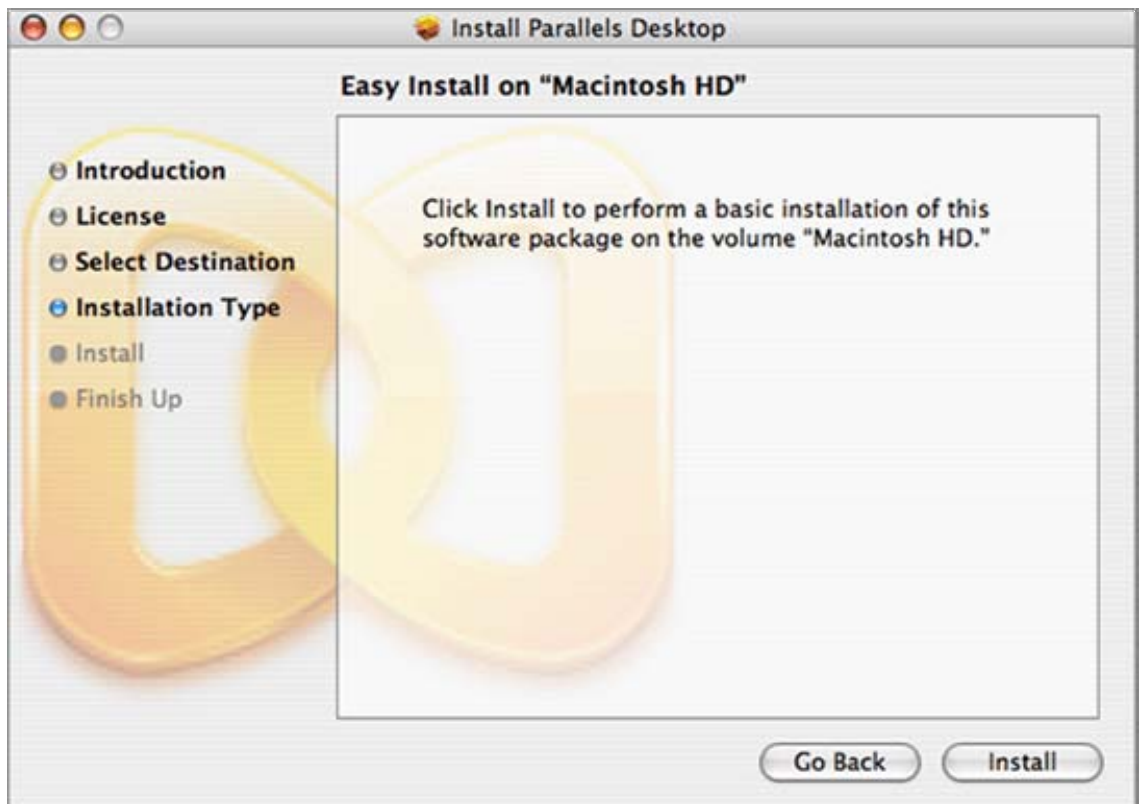 Install Parallels Desktop
Easy Install on “Macintosh HD”
Introduction
License
Select Destination
Installation Type
Install
Finish Up
Click Install to perform a basic installation of this
software package on the volume “Macintosh HD.”
Go Back
Install